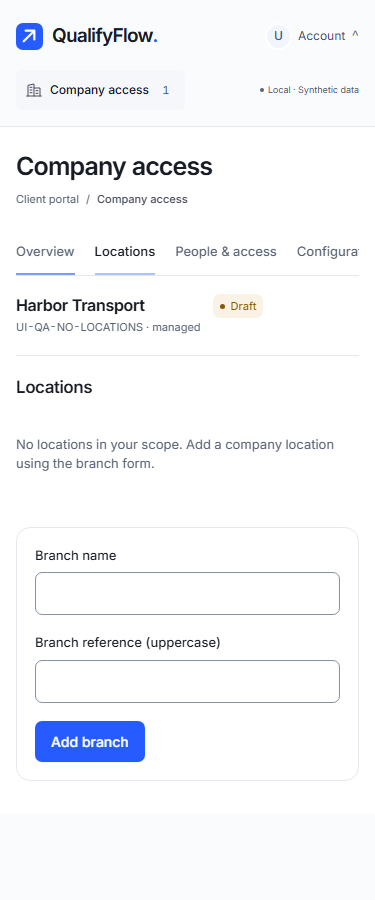 QualifyFlow.
U Account ^
Company access 1
Local · Synthetic data
Company access
Client portal / Company access
Overview Locations People & access Configurat
Harbor Transport
Draft
UI-QA-NO-LOCATIONS · managed
Locations
No locations in your scope. Add a company location
using the branch form.
Branch name
Branch reference (uppercase)
Add branch